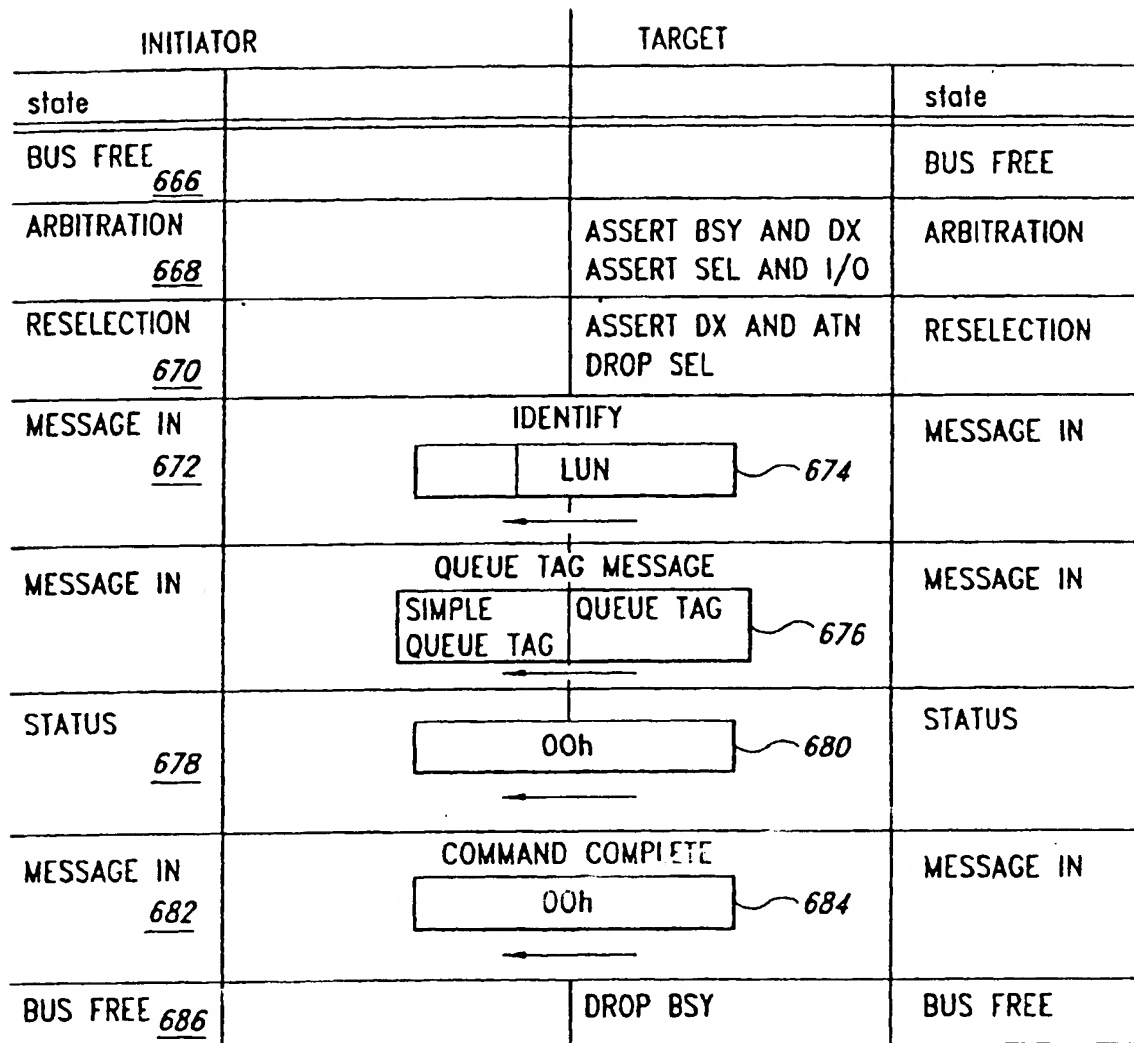 INITIATOR TARGET
state state
BUS FREE 666 BUS FREE
ARBITRATION 668 ASSERT BSY AND DX ARBITRATION
ASSERT SEL AND I/O
RESELECTION 670 ASSERT DX AND ATN RESELECTION
DROP SEL
MESSAGE IN 672 IDENTIFY MESSAGE IN
LUN 674
MESSAGE IN QUEUE TAG MESSAGE MESSAGE IN
SIMPLE QUEUE TAG
QUEUE TAG 676
STATUS 678 STATUS
00h 680
MESSAGE IN 682 COMMAND COMPLETE MESSAGE IN
00h 684
BUS FREE 686 DROP BSY BUS FREE